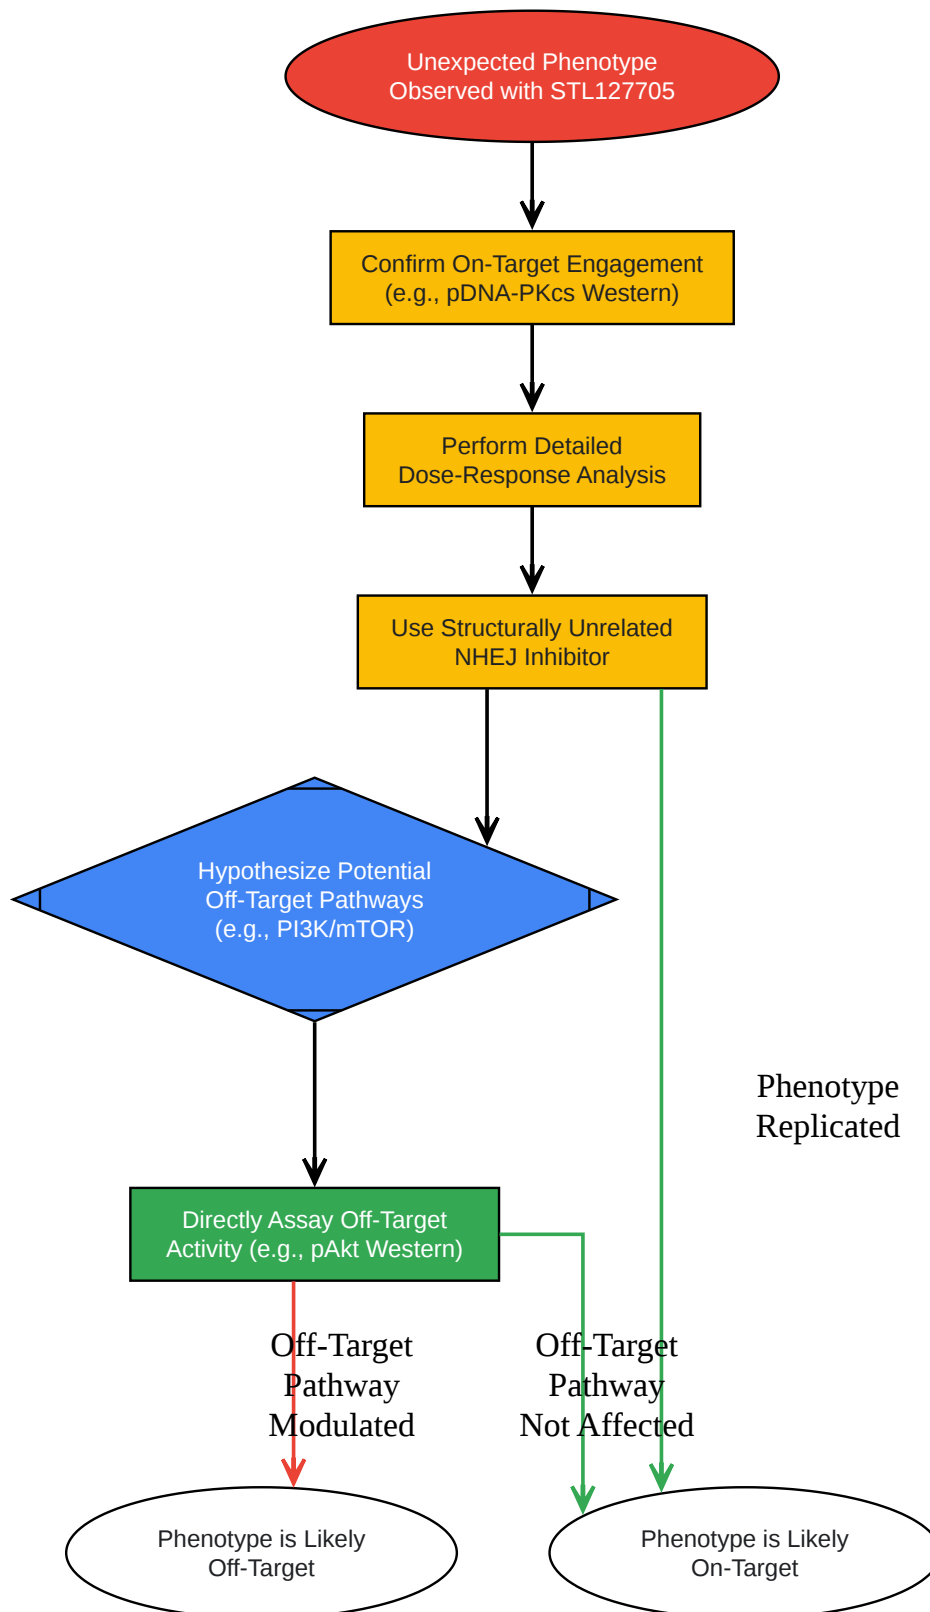 Unexpected Phenotype
Observed with STL127705
Confirm On-Target Engagement
(e.g., pDNA-PKcs Western)
Perform Detailed
Dose-Response Analysis
Use Structurally Unrelated
NHEJ Inhibitor
Hypothesize Potential
Off-Target Pathways
(e.g., PI3K/mTOR)
Phenotype
Replicated
Directly Assay Off-Target
Activity (e.g., pAkt Western)
Off-Target
Pathway
Modulated
Off-Target
Pathway
Not Affected
Phenotype is Likely
Off-Target
Phenotype is Likely
On-Target